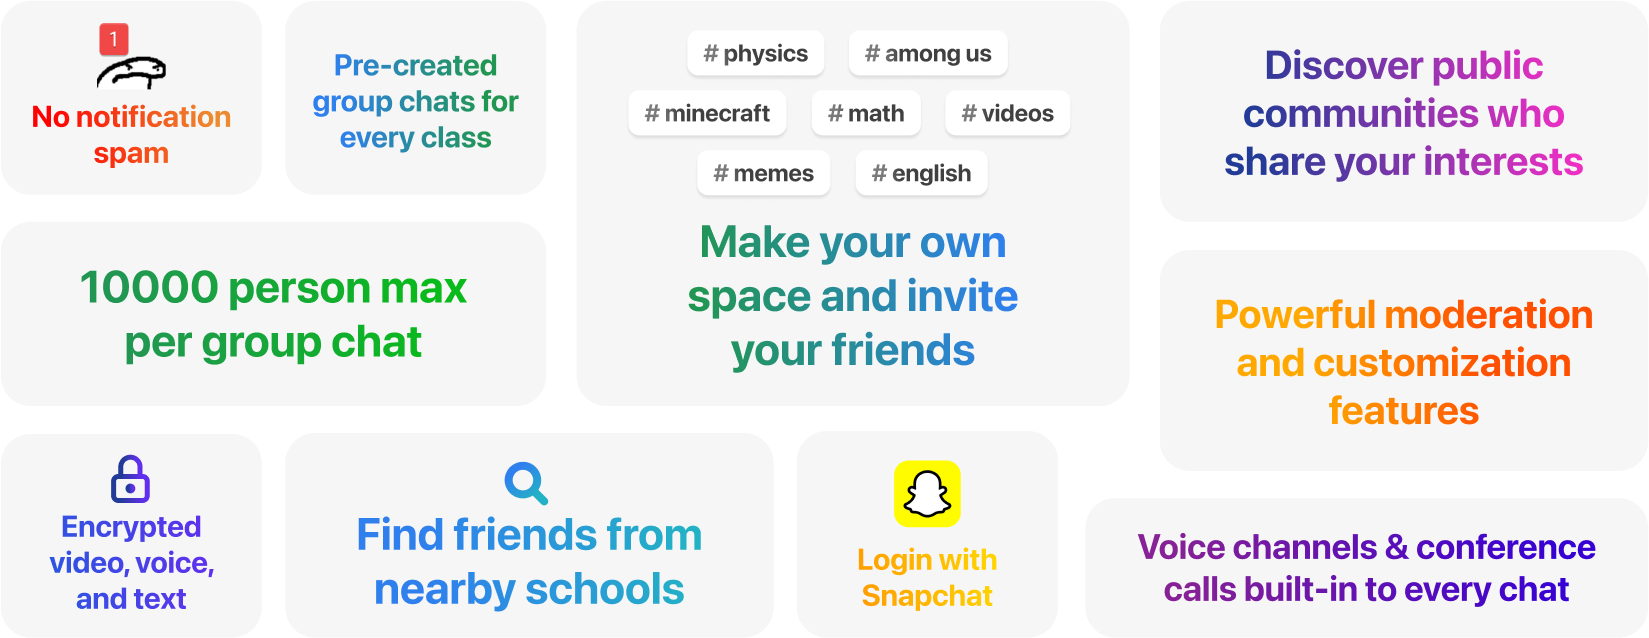 1
No notification
spam
Pre-created
group chats for
every class
# physics
# among us
# minecraft
# math
# videos
# memes
# english
Make your own
space and invite
your friends
Discover public
communities who
share your interests
10000 person max
per group chat
Powerful moderation
and customization
features
Encrypted
video, voice,
and text
Find friends from
nearby schools
Login with
Snapchat
Voice channels & conference
calls built-in to every chat